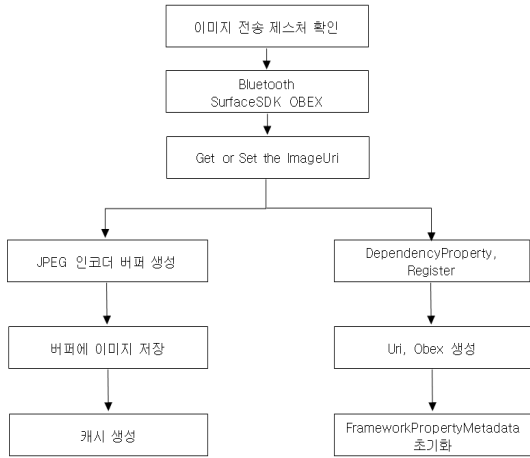 이미지 전송 제스처 확인
Bluetooth
SurfaceSDK OBEX
Get or Set the ImageUri
JPEG 인코더 버퍼 생성
DependencyProperty,
Register
버퍼에 이미지 저장
Uri, Obex 생성
캐시 생성
FrameworkPropertyMetadata
초기화